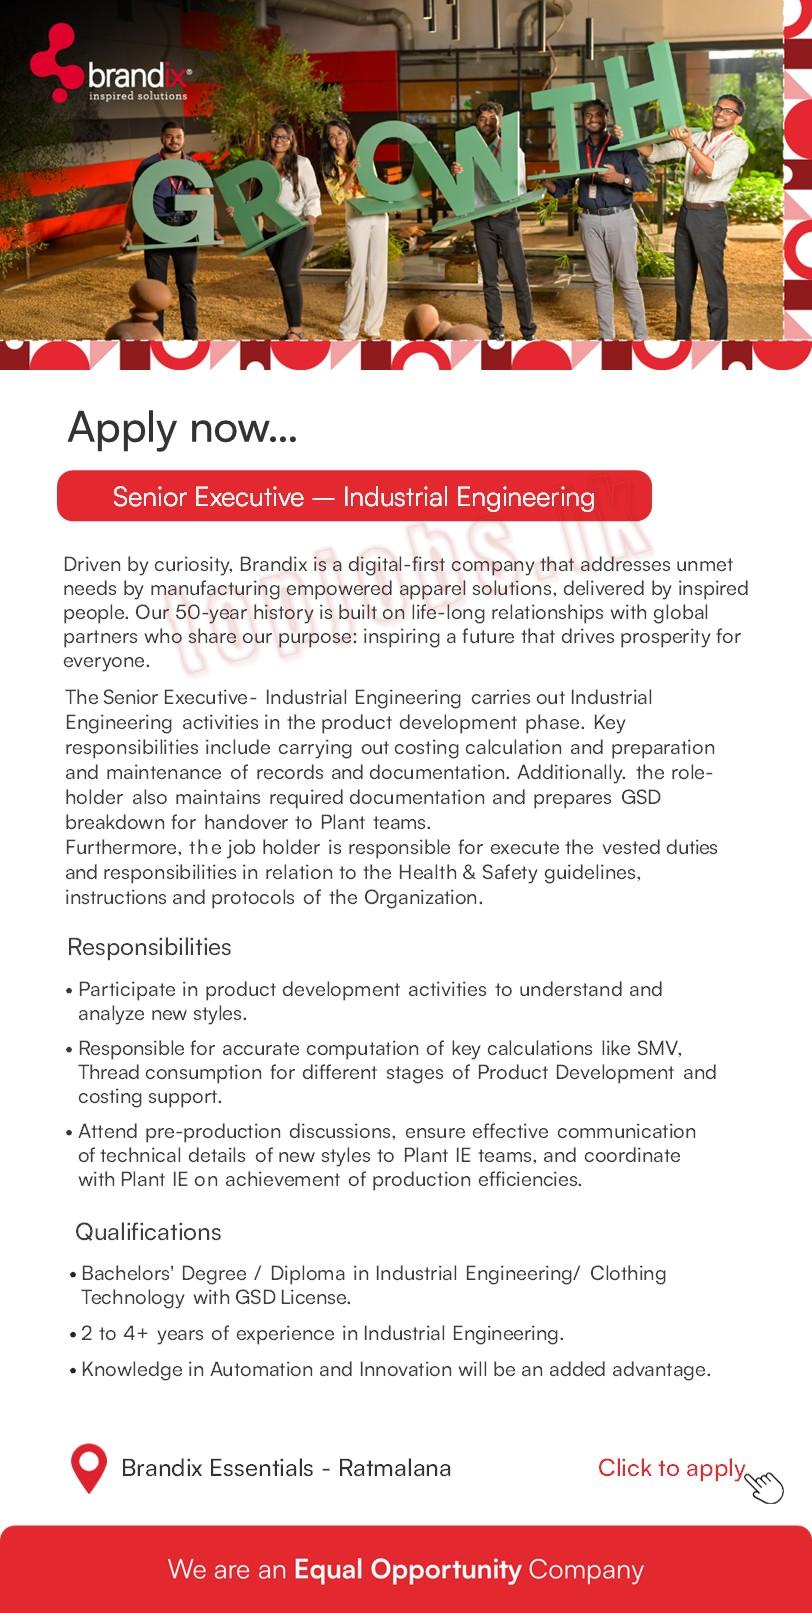 brandix®
inspired solutions
GROWTH
Apply now...
Senior Executive — Industrial Engineering
topjobs.lk
Driven by curiosity, Brandix is a digital-first company that addresses unmet
needs by manufacturing empowered apparel solutions, delivered by inspired
people. Our 50-year history is built on life-long relationships with global
partners who share our purpose: inspiring a future that drives prosperity for
everyone.
The Senior Executive- Industrial Engineering carries out Industrial
Engineering activities in the product development phase. Key
responsibilities include carrying out costing calculation and preparation
and maintenance of records and documentation. Additionally. the role-
holder also maintains required documentation and prepares GSD
breakdown for handover to Plant teams.
Furthermore, the job holder is responsible for execute the vested duties
and responsibilities in relation to the Health & Safety guidelines,
instructions and protocols of the Organization.
Responsibilities
• Participate in product development activities to understand and
analyze new styles.
• Responsible for accurate computation of key calculations like SMV,
Thread consumption for different stages of Product Development and
costing support.
• Attend pre-production discussions, ensure effective communication
of technical details of new styles to Plant IE teams, and coordinate
with Plant IE on achievement of production efficiencies.
Qualifications
• Bachelors' Degree / Diploma in Industrial Engineering/ Clothing
Technology with GSD License.
• 2 to 4+ years of experience in Industrial Engineering.
• Knowledge in Automation and Innovation will be an added advantage.
Brandix Essentials - Ratmalana
Click to apply
We are an Equal Opportunity Company